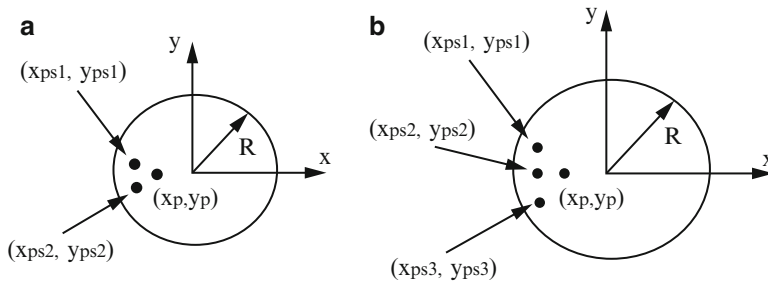 a
y
(xps1, yps1)
R
x
(xp,yp)
(xps2, yps2)
b
y
(xps1, yps1)
(xps2, yps2)
R
x
(xp,yp)
(xps3, yps3)